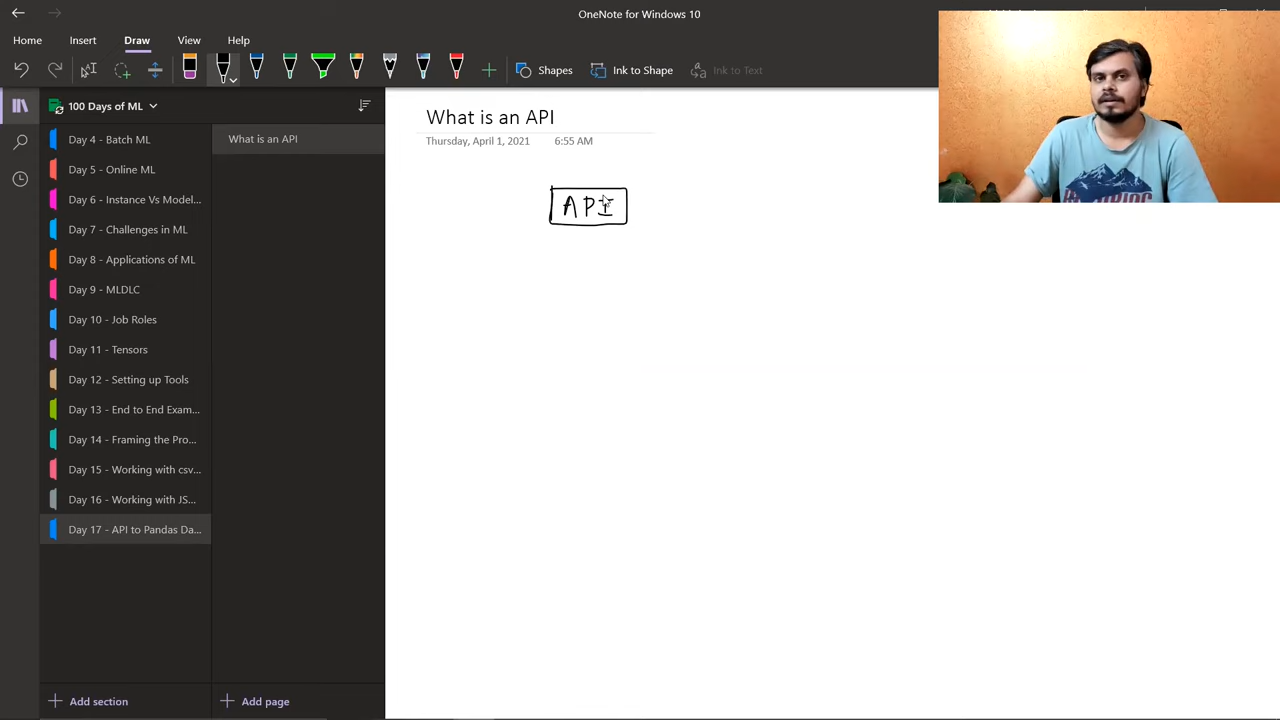 OneNote for Windows 10
Home Insert Draw View Help
Shapes Ink to Shape Ink to Text
100 Days of ML
What is an API
Thursday, April 1, 2021 6:55 AM
API
Day 4 - Batch ML
Day 5 - Online ML
Day 6 - Instance Vs Model...
Day 7 - Challenges in ML
Day 8 - Applications of ML
Day 9 - MLDLC
Day 10 - Job Roles
Day 11 - Tensors
Day 12 - Setting up Tools
Day 13 - End to End Exam...
Day 14 - Framing the Pro...
Day 15 - Working with csv...
Day 16 - Working with JS...
Day 17 - API to Pandas Da...
What is an API
Add section
Add page